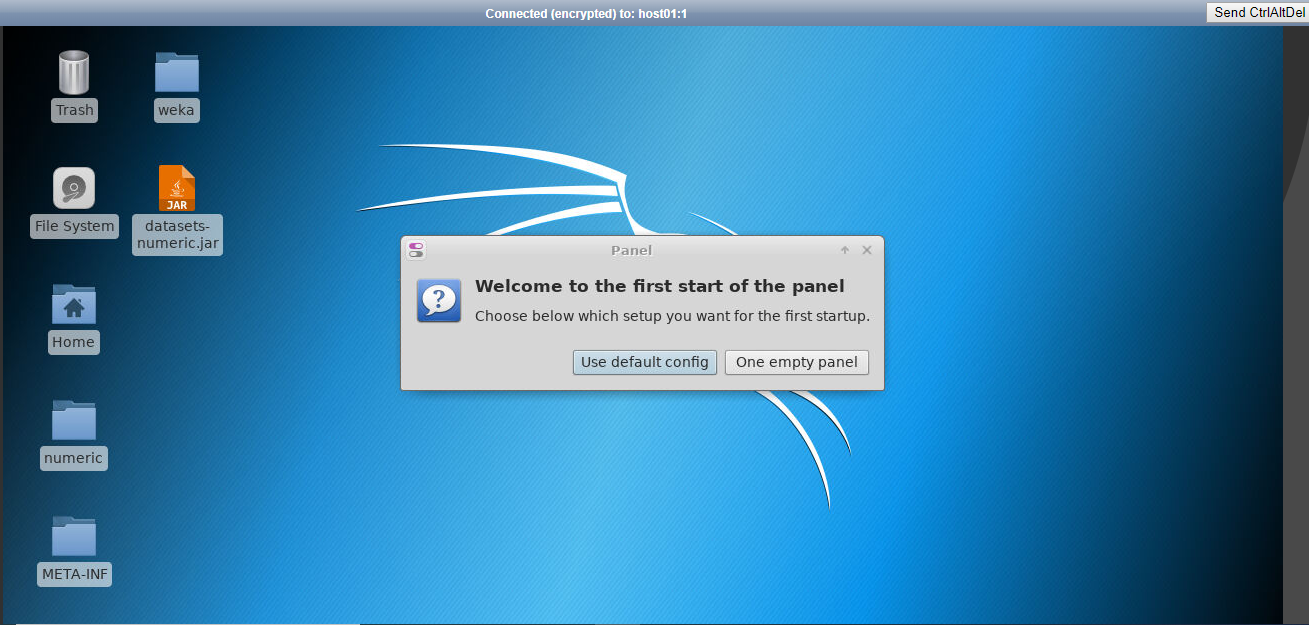 Connected (encrypted) to: host01:1
Send CtrlAltDel
Trash
weka
File System
JAR
datasets-
numeric.jar
Home
numeric
META-INF
Panel
?
Welcome to the first start of the panel
Choose below which setup you want for the first startup.
Use default config
One empty panel